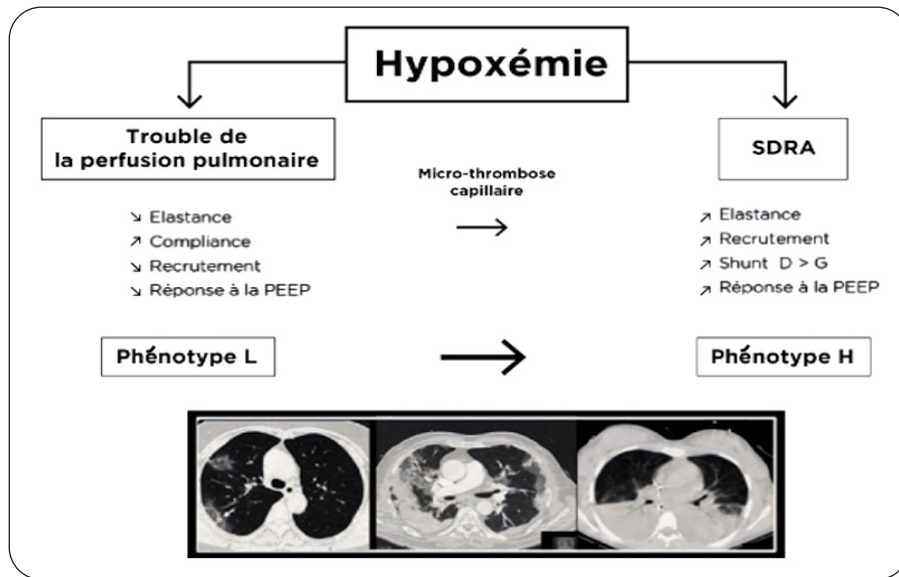 Hypoxémie
Trouble de
la perfusion pulmonaire
↘ Elastance
↗ Compliance
↘ Recrutement
↘ Réponse à la PEEP
Phénotype L
Micro-thrombose
capillaire
SDRA
↗ Elastance
↗ Recrutement
↗ Shunt D > G
↗ Réponse à la PEEP
Phénotype H